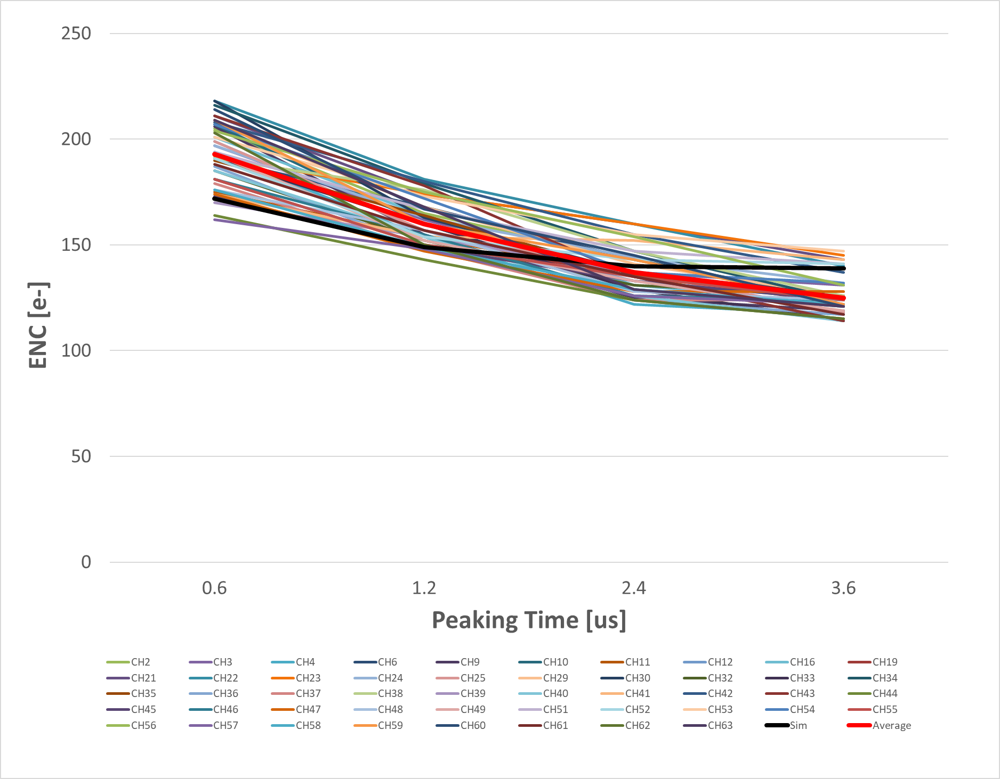 250
200
150
100
50
0
ENC [e-]
0.6 1.2 2.4 3.6
Peaking Time [us]
CH2 CH3 CH4 CH6 CH9 CH10 CH11 CH12 CH16 CH19
CH21 CH22 CH23 CH24 CH25 CH29 CH30 CH32 CH33 CH34
CH35 CH36 CH37 CH38 CH39 CH40 CH41 CH42 CH43 CH44
CH45 CH46 CH47 CH48 CH49 CH51 CH52 CH53 CH54 CH55
CH56 CH57 CH58 CH59 CH60 CH61 CH62 CH63 Sim Average